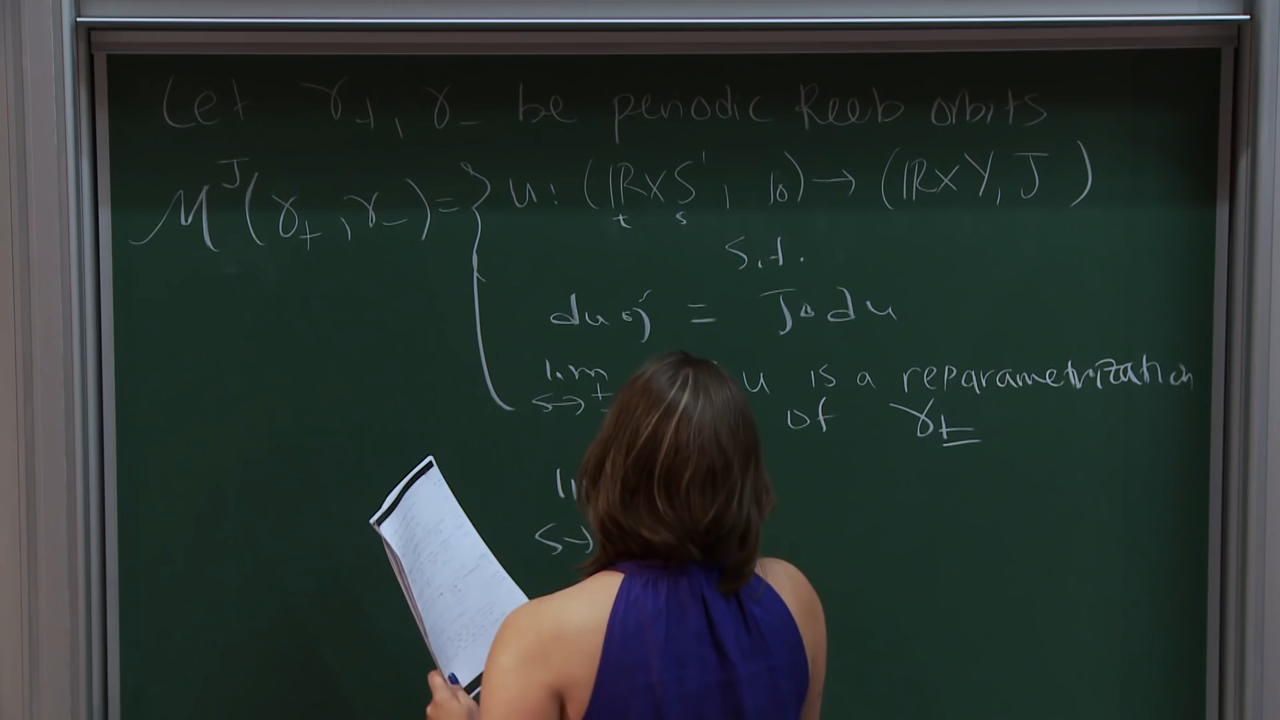 Let γ₊, γ₋ be periodic Reeb orbits
M^J(γ₊, γ₋) = { u: (ℝ×S¹, j₀) → (ℝ×Y, J)
t s
s.t.
du ∘ j = J ∘ du
lim u is a reparametrization
s→± of γ±
s→